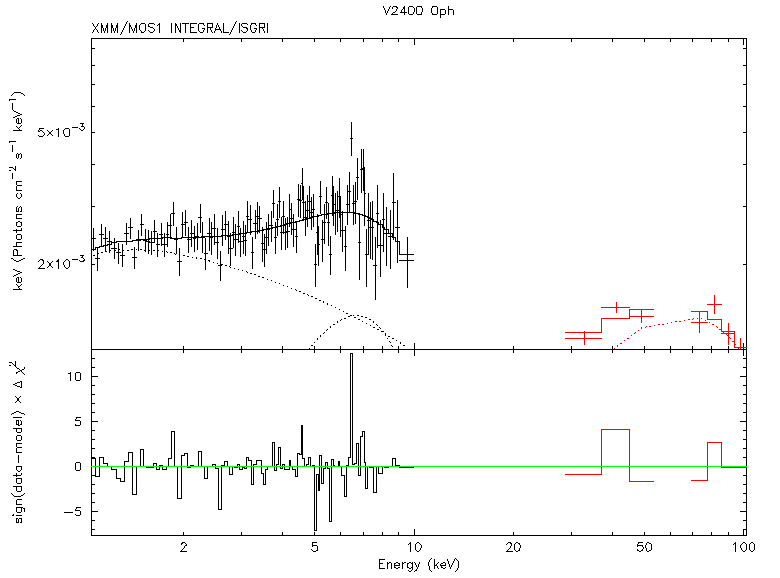 V2400 Oph
XMM/MOS1 INTEGRAL/ISGRI
keV (Photons cm⁻² s⁻¹ keV⁻¹)
5×10⁻³
2×10⁻³
sign(data−model) × Δ χ²
10
5
0
−5
2 5 10 20 50 100
Energy (keV)